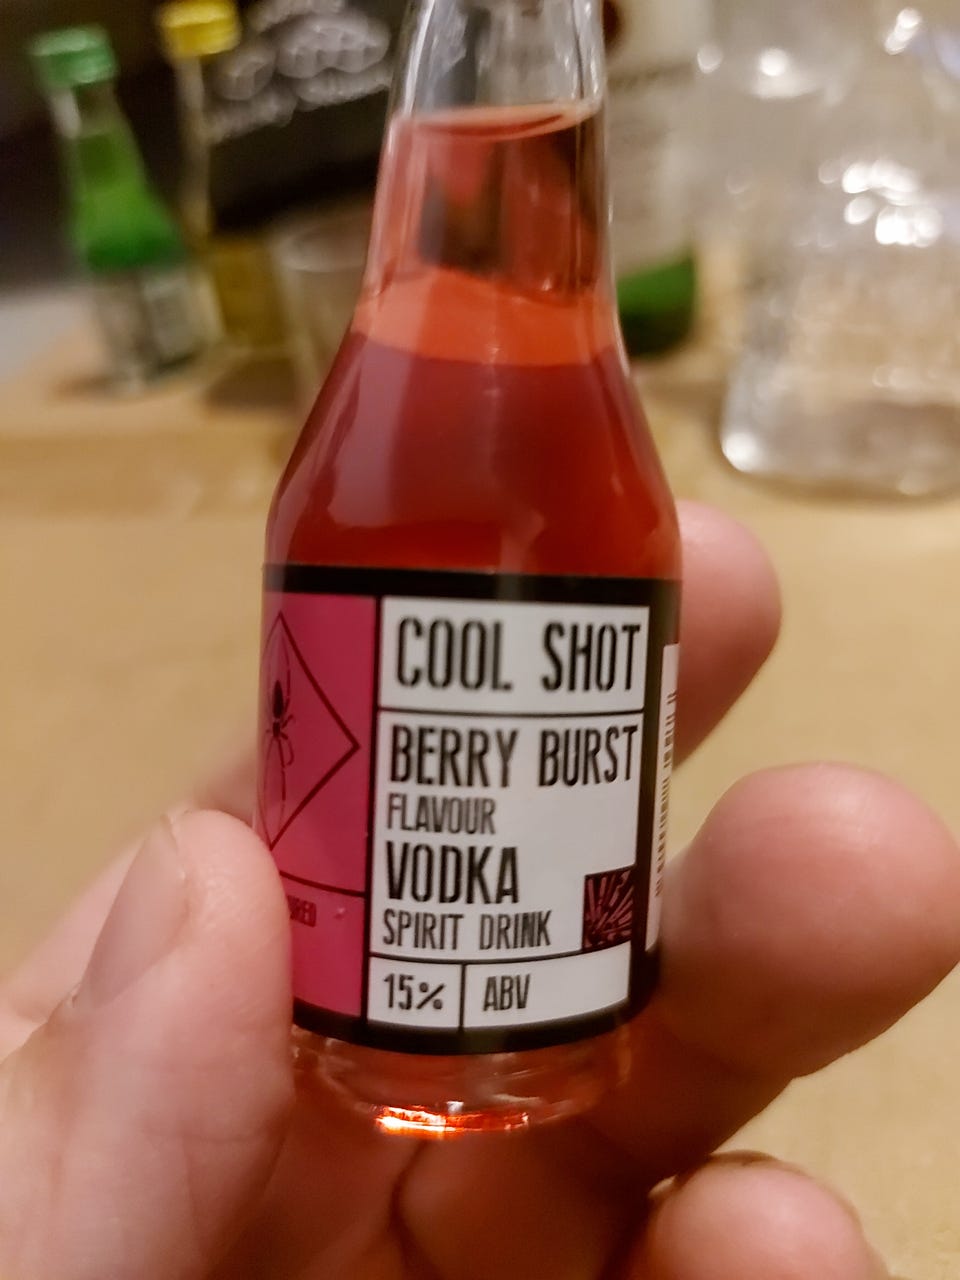 COOL SHOT
BERRY BURST
FLAVOUR
VODKA
SPIRIT DRINK
15% ABV